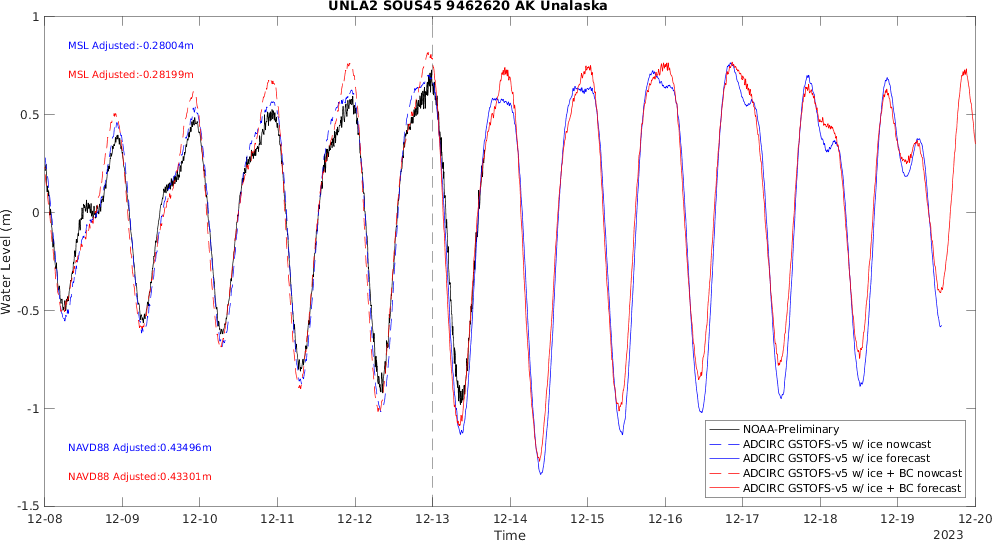 UNLA2 SOUS45 9462620 AK Unalaska
MSL Adjusted:-0.28004m
MSL Adjusted:-0.28199m
NAVD88 Adjusted:0.43496m
NAVD88 Adjusted:0.43301m
Water Level (m)
1
0.5
0
-0.5
-1
-1.5
NOAA-Preliminary
ADCIRC GSTOFS-v5 w/ ice nowcast
ADCIRC GSTOFS-v5 w/ ice forecast
ADCIRC GSTOFS-v5 w/ ice + BC nowcast
ADCIRC GSTOFS-v5 w/ ice + BC forecast
12-08 12-09 12-10 12-11 12-12 12-13 12-14 12-15 12-16 12-17 12-18 12-19 12-20
Time
2023